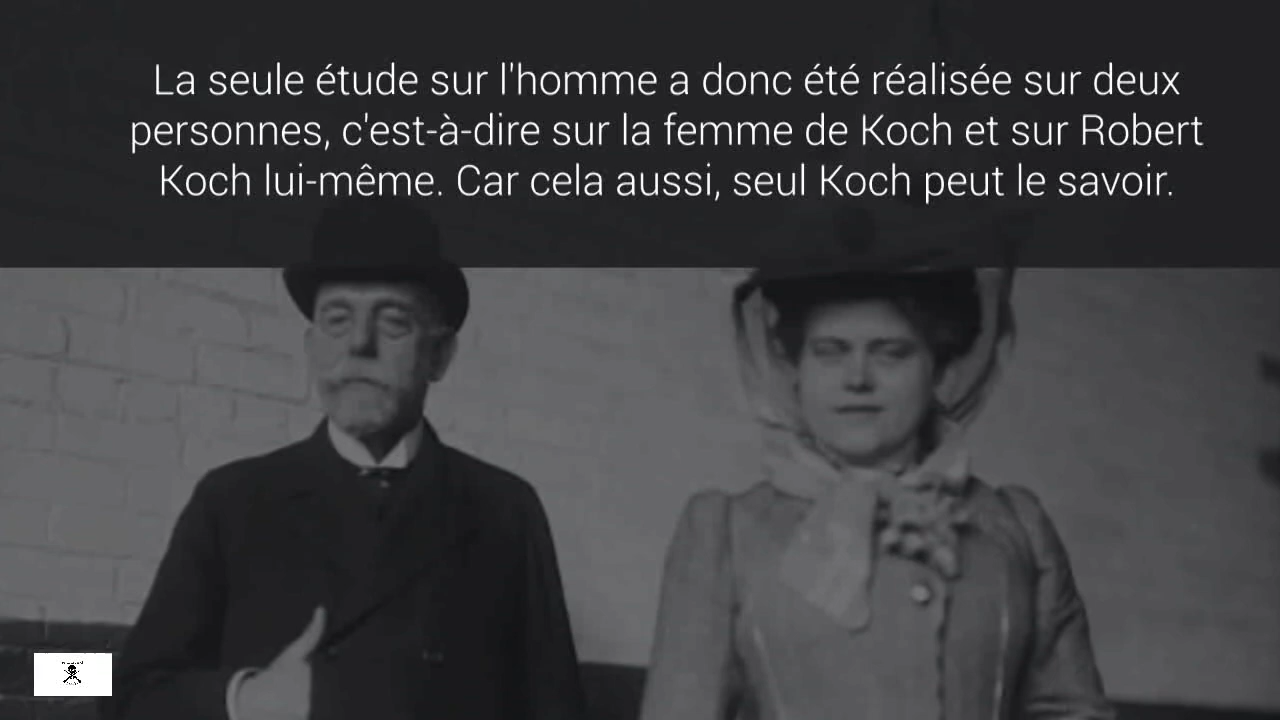 La seule étude sur l'homme a donc été réalisée sur deux
personnes, c'est-à-dire sur la femme de Koch et sur Robert
Koch lui-même. Car cela aussi, seul Koch peut le savoir.